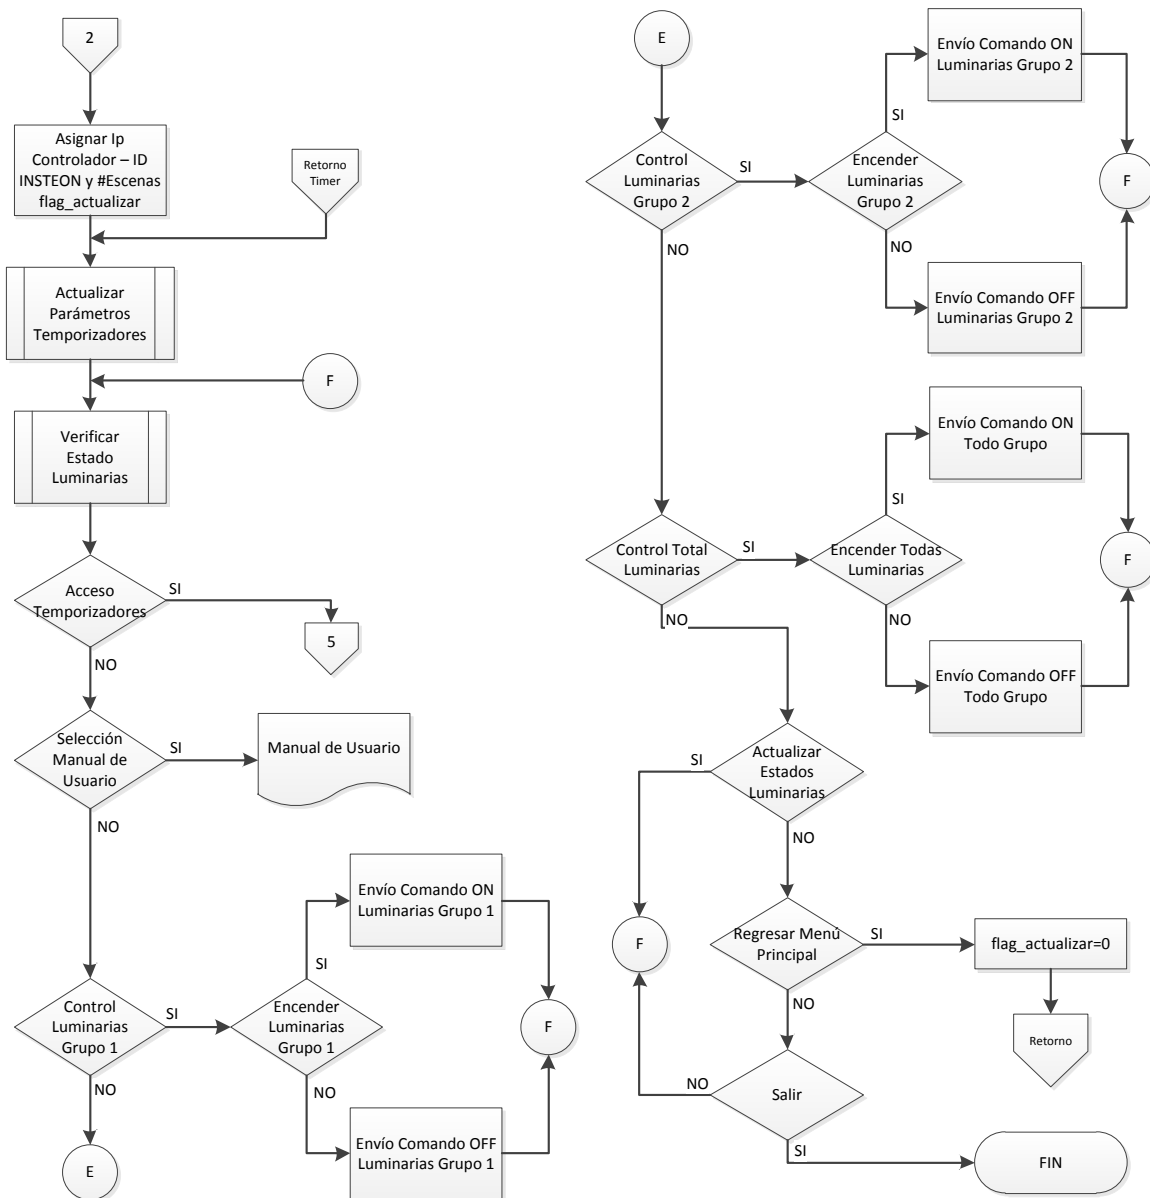 2
Asignar Ip
Controlador – ID
INSTEON y #Escenas
flag_actualizar
Retorno
Timer
Actualizar
Parámetros
Temporizadores
F
Verificar
Estado
Luminarias
Acceso
Temporizadores
SI
5
NO
Selección
Manual de
Usuario
SI
Manual de Usuario
NO
Control
Luminarias
Grupo 1
SI
Encender
Luminarias
Grupo 1
SI
Envío Comando ON
Luminarias Grupo 1
F
NO
Envío Comando OFF
Luminarias Grupo 1
NO
E
E
Control
Luminarias
Grupo 2
SI
Encender
Luminarias
Grupo 2
SI
Envío Comando ON
Luminarias Grupo 2
F
NO
Envío Comando OFF
Luminarias Grupo 2
NO
Control Total
Luminarias
SI
Encender Todas
Luminarias
SI
Envío Comando ON
Todo Grupo
F
NO
Envío Comando OFF
Todo Grupo
NO
Actualizar
Estados
Luminarias
SI
F
NO
Regresar Menú
Principal
SI
flag_actualizar=0
Retorno
NO
Salir
NO
SI
FIN